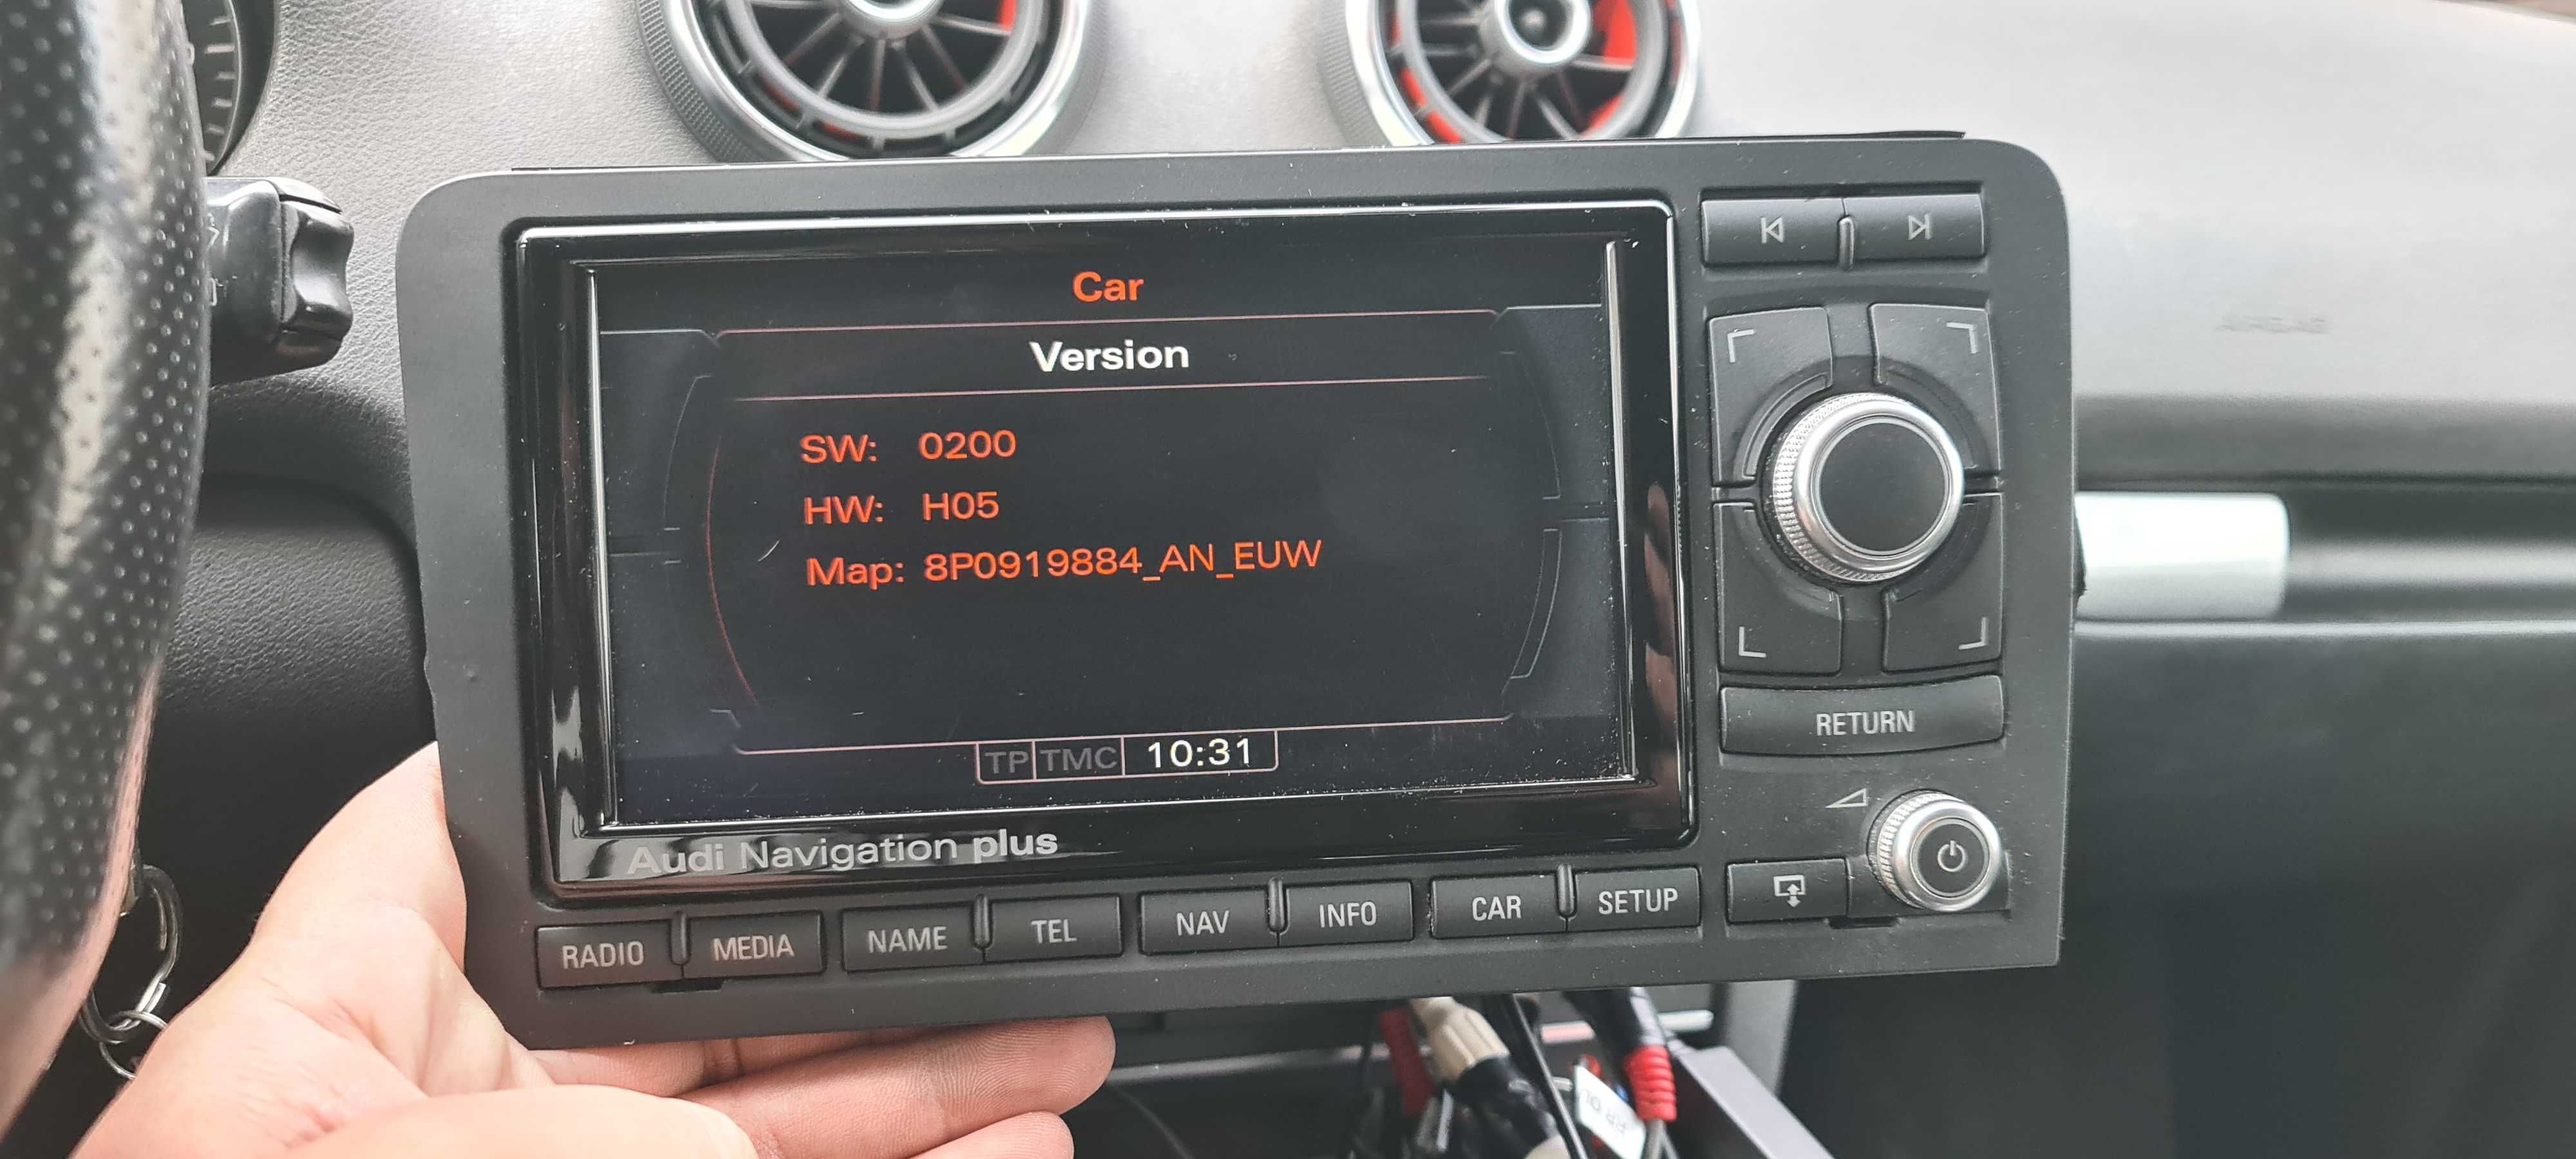 Car
Version
SW: 0200
HW: H05
Map: 8P0919884_AN_EUW
TP TMC 10:31
Audi Navigation plus
RADIO MEDIA NAME TEL NAV INFO CAR SETUP
RETURN
AIRBAG